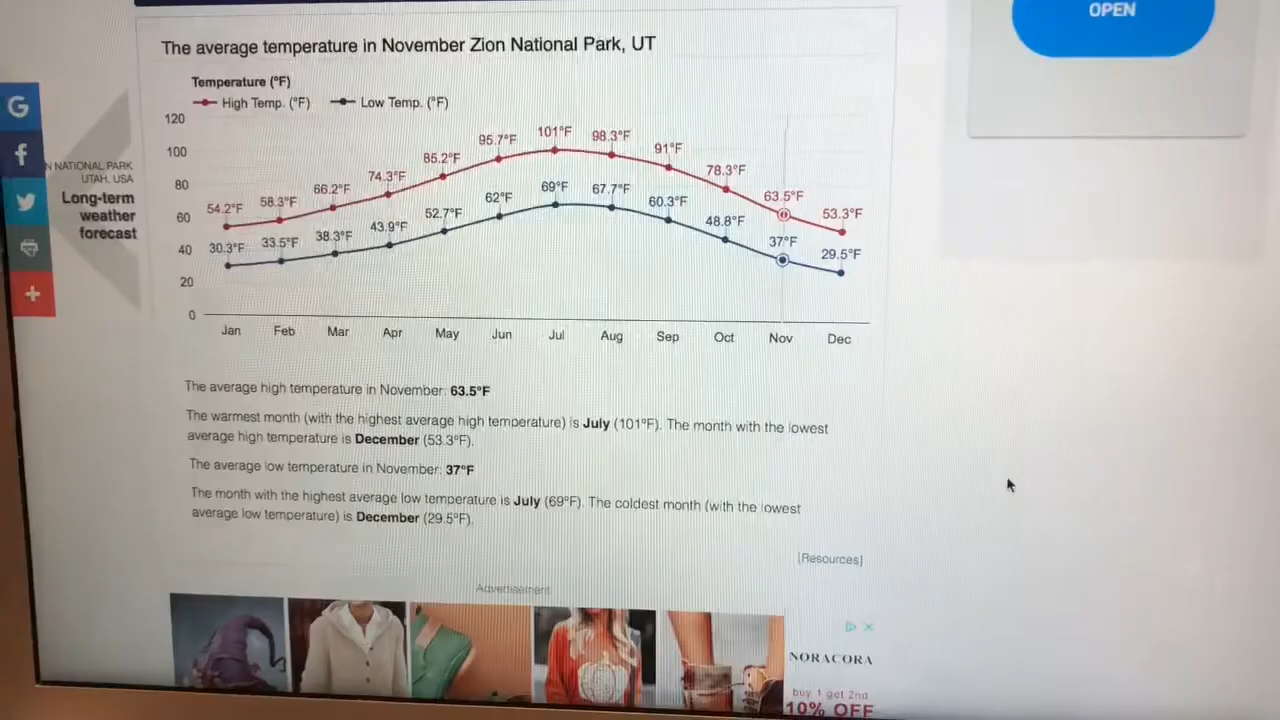 OPEN
The average temperature in November Zion National Park, UT
Temperature (°F)
High Temp. (°F) Low Temp. (°F)
120
100
80
60
40
20
0
54.2°F 58.3°F 66.2°F 74.3°F 85.2°F 95.7°F 101°F 98.3°F 91°F 78.3°F 63.5°F 53.3°F
30.3°F 33.5°F 38.3°F 43.9°F 52.7°F 62°F 69°F 67.7°F 60.3°F 48.8°F 37°F 29.5°F
Jan Feb Mar Apr May Jun Jul Aug Sep Oct Nov Dec
G
f
N NATIONAL PARK
UTAH, USA
Long-term
weather
forecast
+
The average high temperature in November: 63.5°F
The warmest month (with the highest average high temperature) is July (101°F). The month with the lowest
average high temperature is December (53.3°F).
The average low temperature in November: 37°F
The month with the highest average low temperature is July (69°F). The coldest month (with the lowest
average low temperature) is December (29.5°F).
[Resources]
Advertisement
NORACORA
buy 1 get 2nd
10% OFF